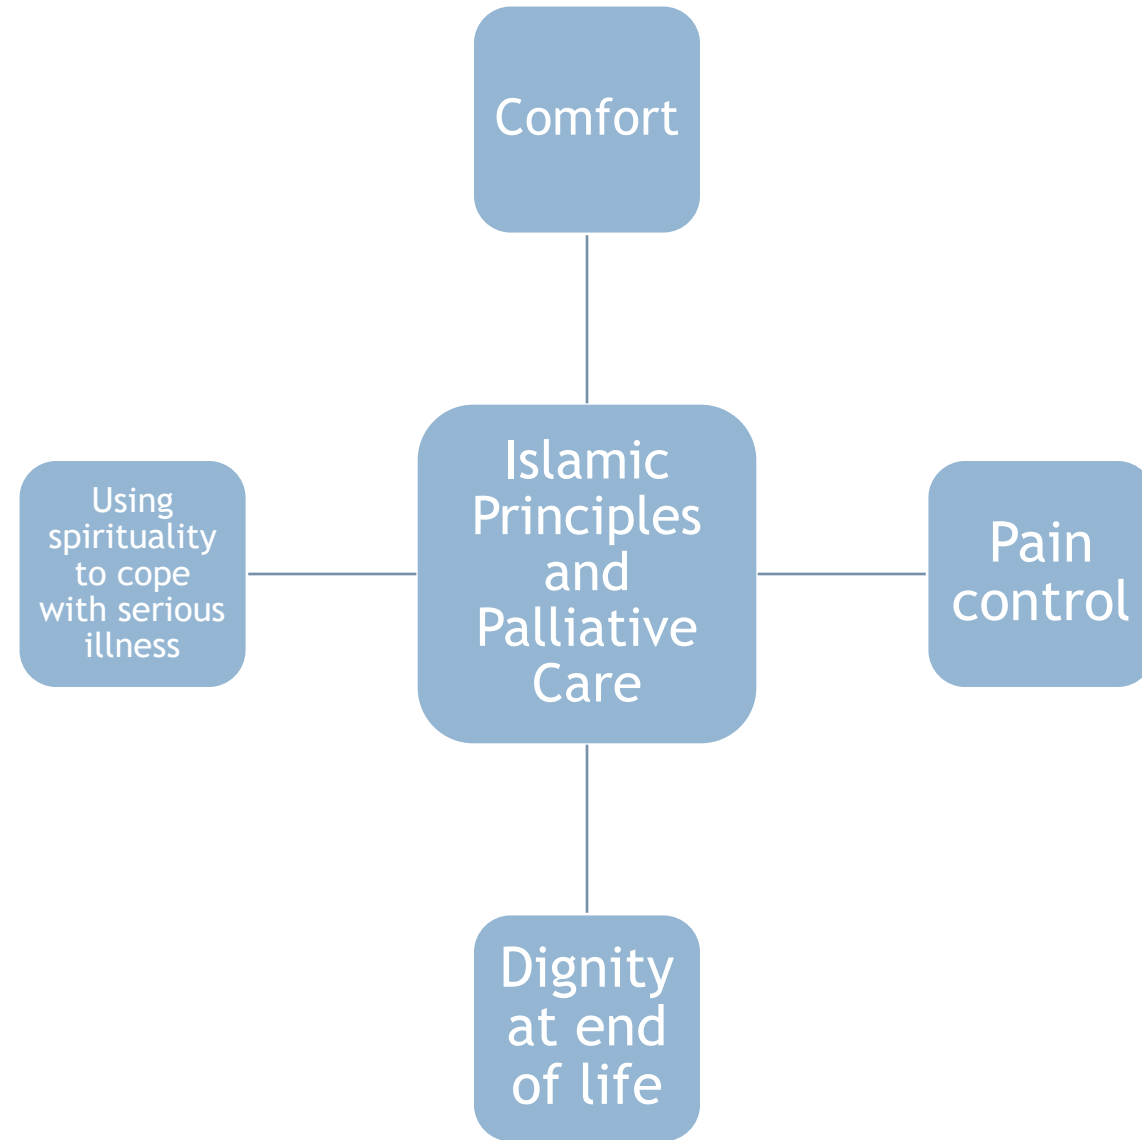 Comfort
Islamic
Principles
and
Palliative
Care
Using
spirituality
to cope
with serious
illness
Pain
control
Dignity
at end
of life